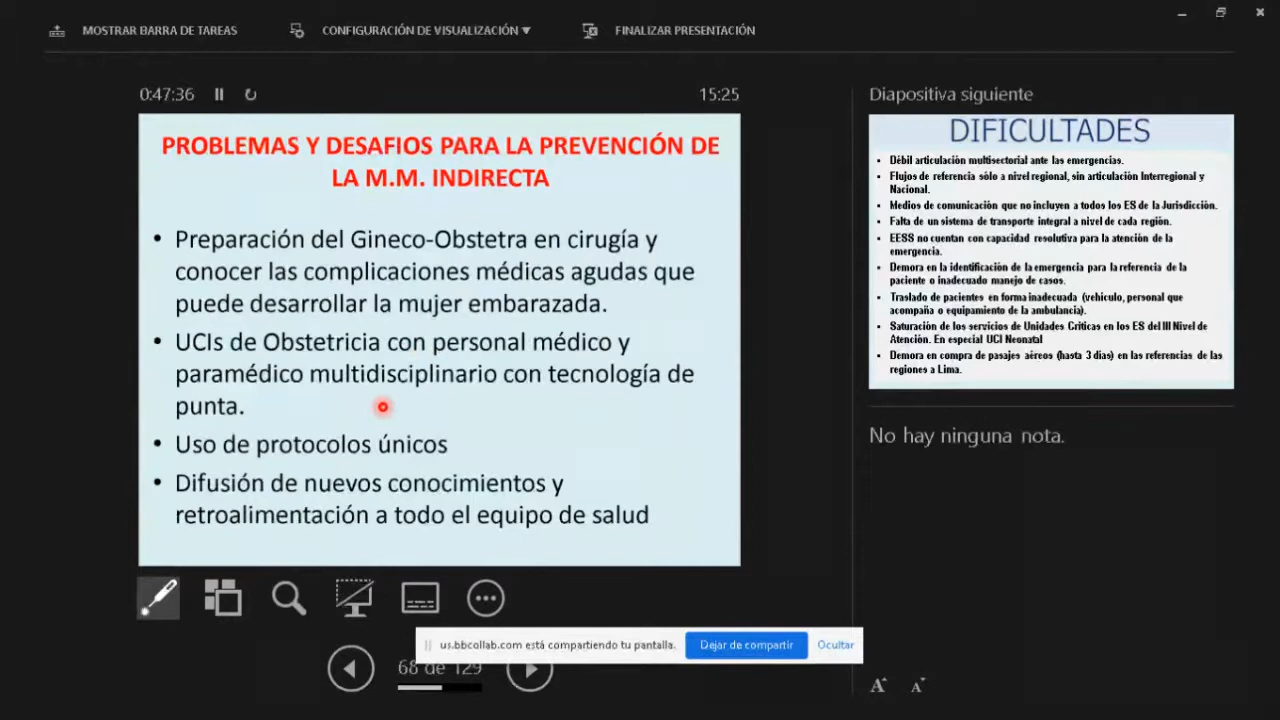 MOSTRAR BARRA DE TAREAS
CONFIGURACIÓN DE VISUALIZACIÓN ▼
FINALIZAR PRESENTACIÓN
0:47:36
15:25
PROBLEMAS Y DESAFIOS PARA LA PREVENCIÓN DE
LA M.M. INDIRECTA
• Preparación del Gineco-Obstetra en cirugía y
conocer las complicaciones médicas agudas que
puede desarrollar la mujer embarazada.
• UCIs de Obstetricia con personal médico y
paramédico multidisciplinario con tecnología de
punta.
• Uso de protocolos únicos
• Difusión de nuevos conocimientos y
retroalimentación a todo el equipo de salud
us.bbcollab.com está compartiendo tu pantalla.
Dejar de compartir
Ocultar
68 de 129
Diapositiva siguiente
DIFICULTADES
• Débil articulación multisectorial ante las emergencias.
• Flujos de referencia sólo a nivel regional, sin articulación Interregional y
Nacional.
• Medios de comunicación que no incluyen a todos los ES de la Jurisdicción.
• Falta de un sistema de transporte integral a nivel de cada región.
• EESS no cuentan con capacidad resolutiva para la atención de la
emergencia.
• Demora en la identificación de la emergencia para la referencia de la
paciente o inadecuado manejo de casos.
• Traslado de pacientes en forma inadecuada (vehiculo, personal que
acompaña o equipamiento de la ambulancia).
• Saturación de los servicios de Unidades Criticas en los ES del III Nivel de
Atención. En especial UCI Neonatal
• Demora en compra de pasajes aéreos (hasta 3 dias) en las referencias de las
regiones a Lima.
No hay ninguna nota.
A A